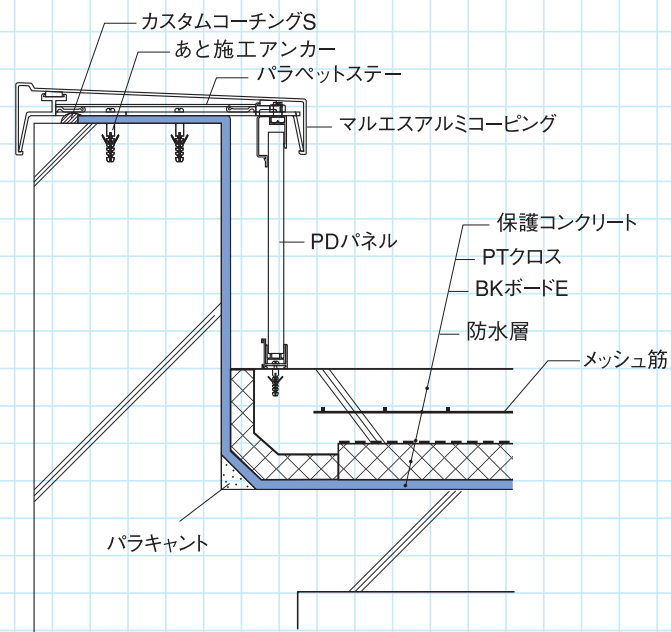 カスタムコーチングS
あと施工アンカー
パラペットステー
マルエスアルミコーピング
保護コンクリート
PDパネル
PTクロス
BKボードE
防水層
メッシュ筋
パラキャント